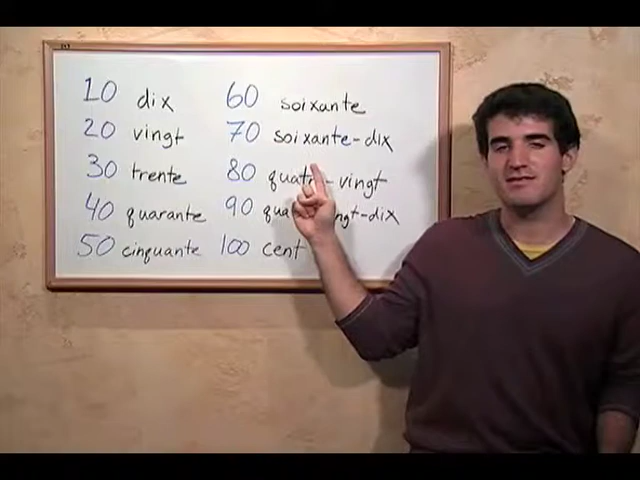 10 dix
20 vingt
30 trente
40 quarante
50 cinquante
60 soixante
70 soixante-dix
80 -vingt
90 -dix
100 cent